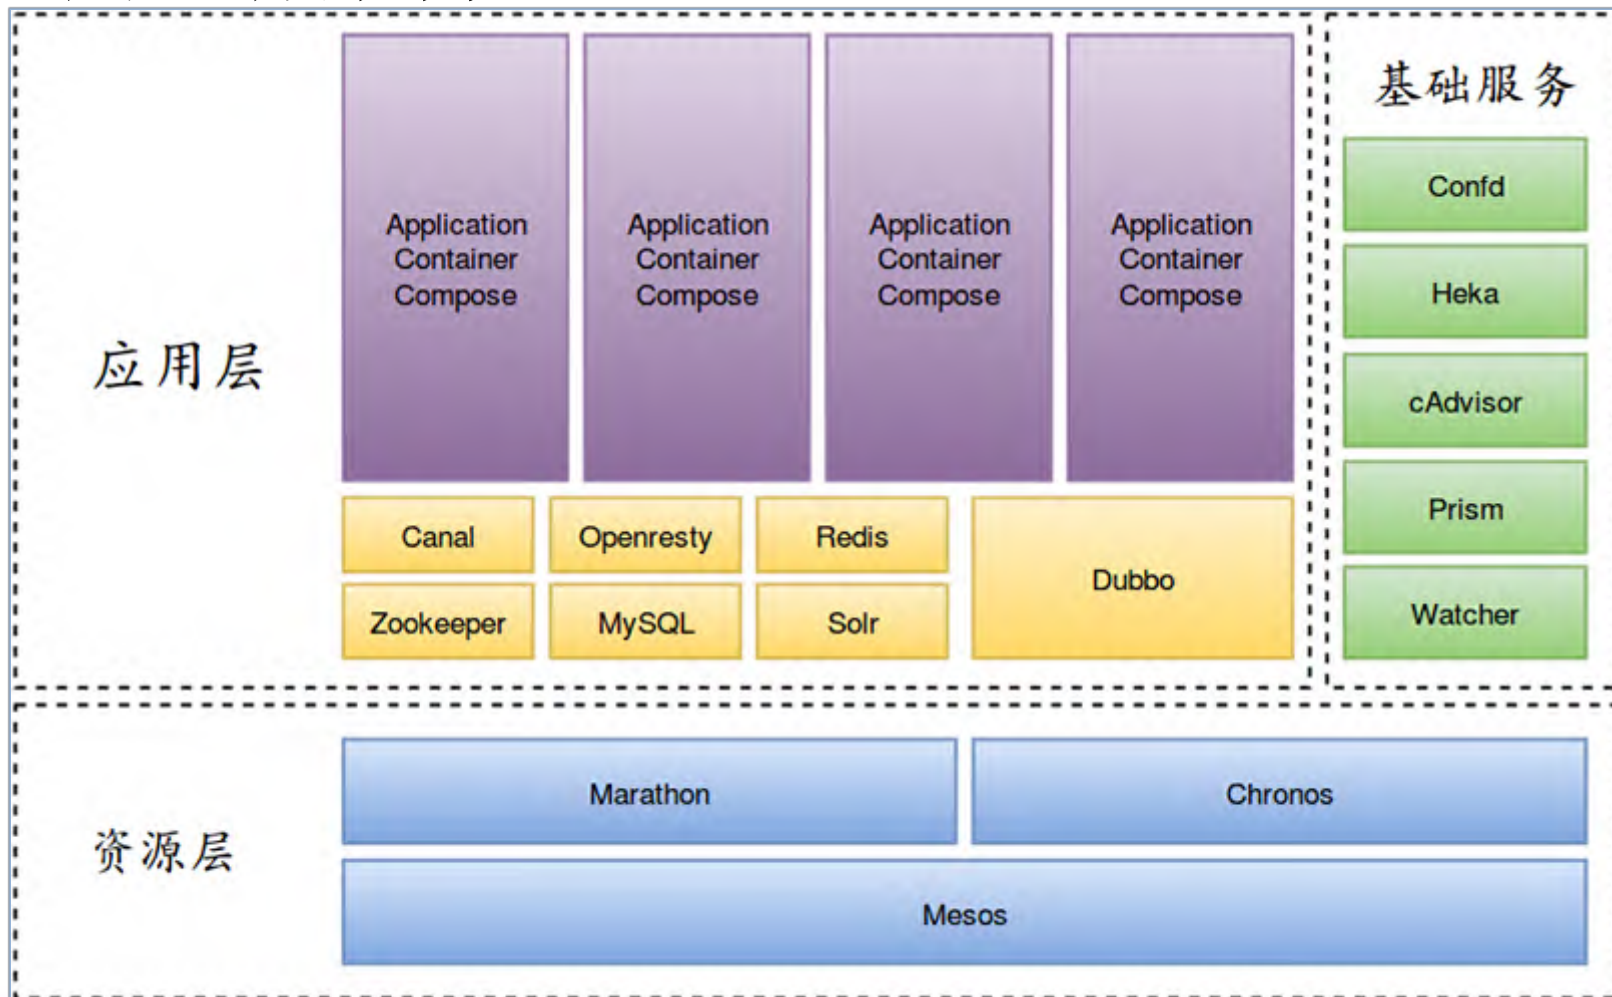 应用层
Application
Container
Compose
Application
Container
Compose
Application
Container
Compose
Application
Container
Compose
Canal
Openresty
Redis
Dubbo
Zookeeper
MySQL
Solr
基础服务
Confd
Heka
cAdvisor
Prism
Watcher
资源层
Marathon
Chronos
Mesos